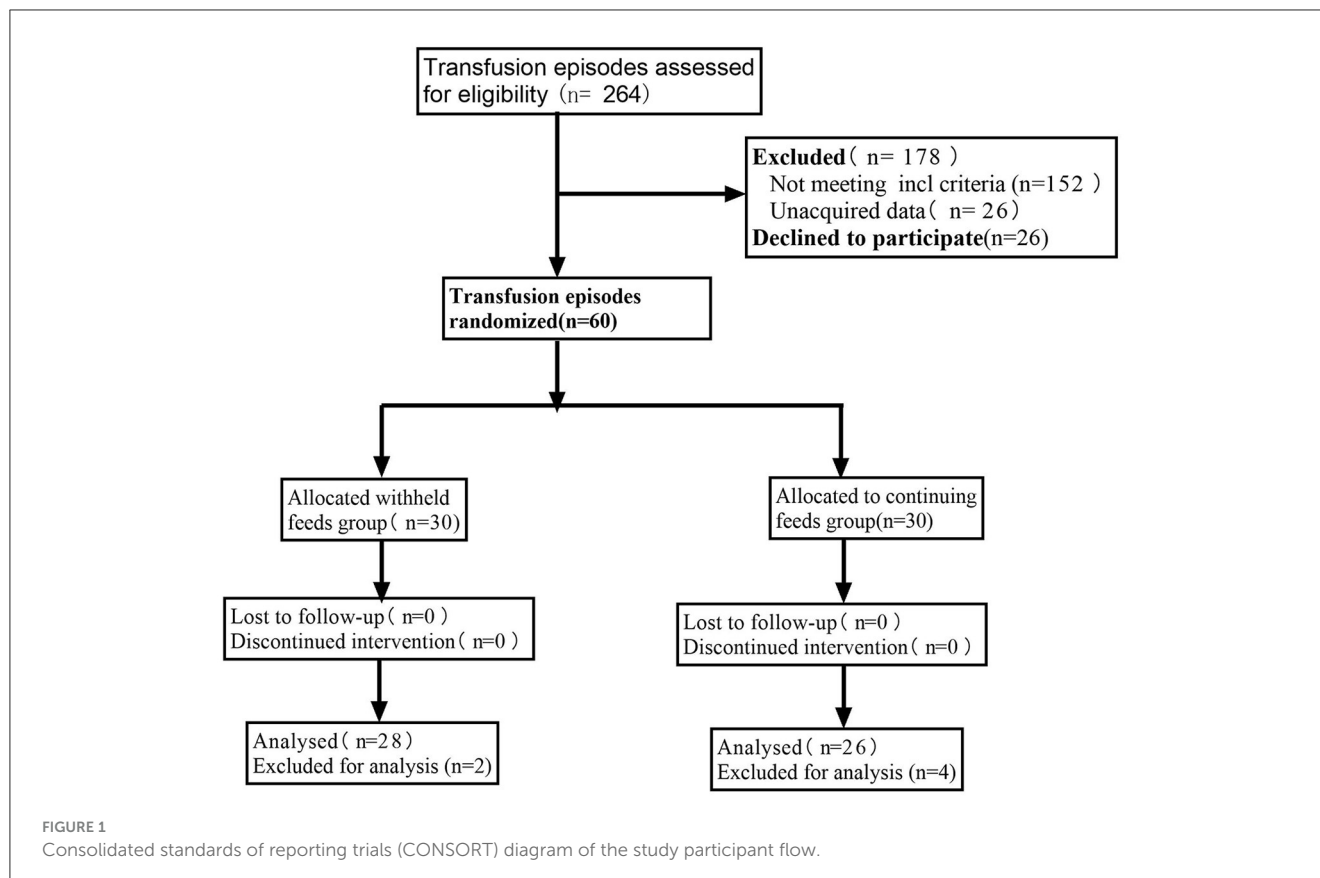 Transfusion episodes assessed
for eligibility (n= 264)
Excluded( n= 178 )
Not meeting incl criteria (n=152 )
Unacquired data( n= 26)
Declined to participate(n=26)
Transfusion episodes
randomized(n=60)
Allocated withheld
feeds group( n=30)
Allocated to continuing
feeds group(n=30)
Lost to follow-up( n=0 )
Discontinued intervention( n=0 )
Lost to follow-up( n=0 )
Discontinued intervention( n=0 )
Analysed( n=28)
Excluded for analysis (n=2)
Analysed( n=26)
Excluded for analysis (n=4)
FIGURE 1
Consolidated standards of reporting trials (CONSORT) diagram of the study participant flow.